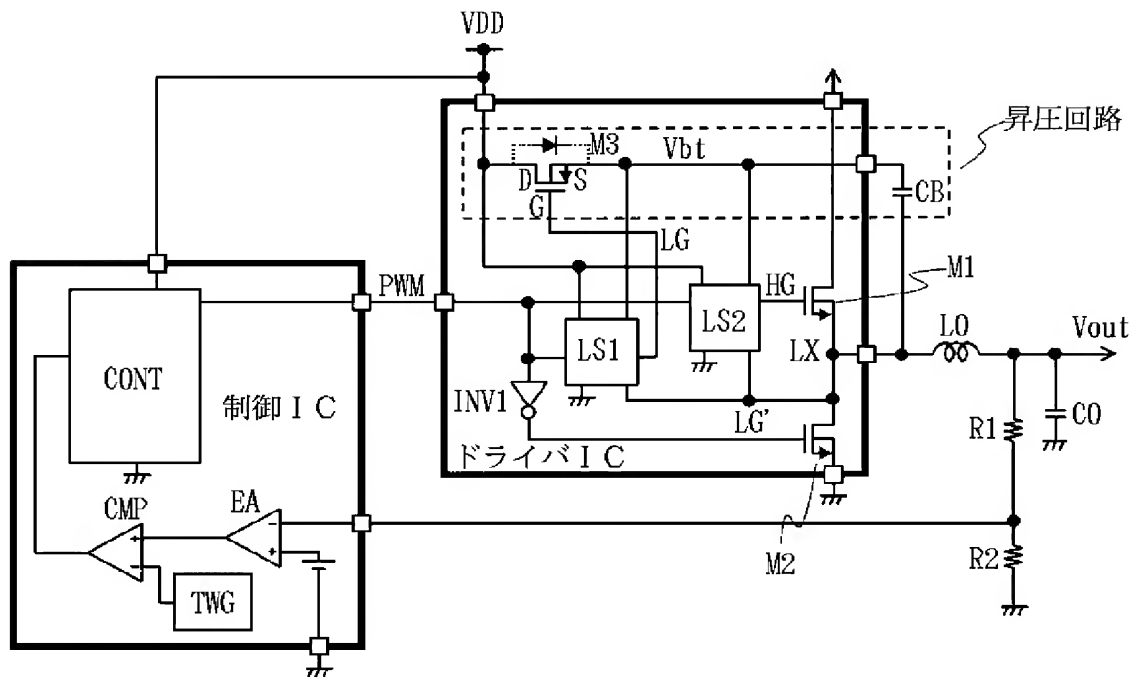 VDD
昇圧回路
M3
Vbt
D
S
G
CB
LG
PWM
HG
M1
LS2
LS1
LX
LO
Vout
CONT
制御IC
INV1
LG'
R1
CO
ドライバIC
CMP
EA
-
+
+
-
M2
R2
TWG